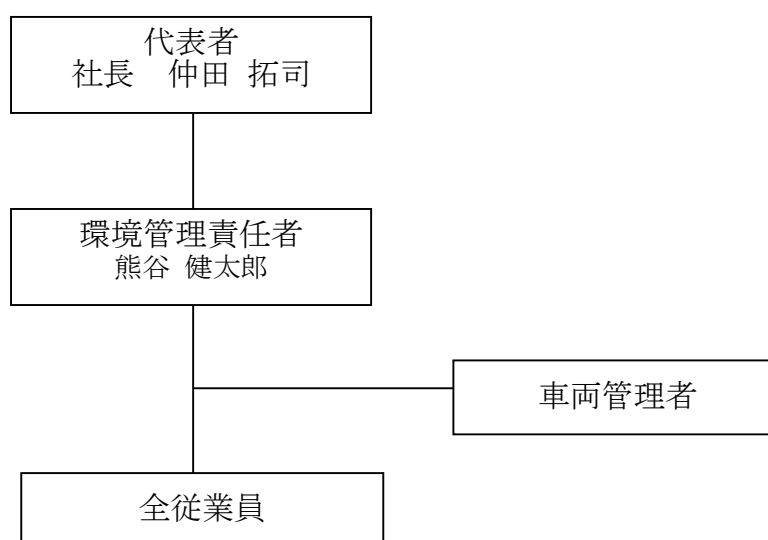 代表者
社長　仲田 拓司
環境管理責任者
熊谷 健太郎
車両管理者
全従業員